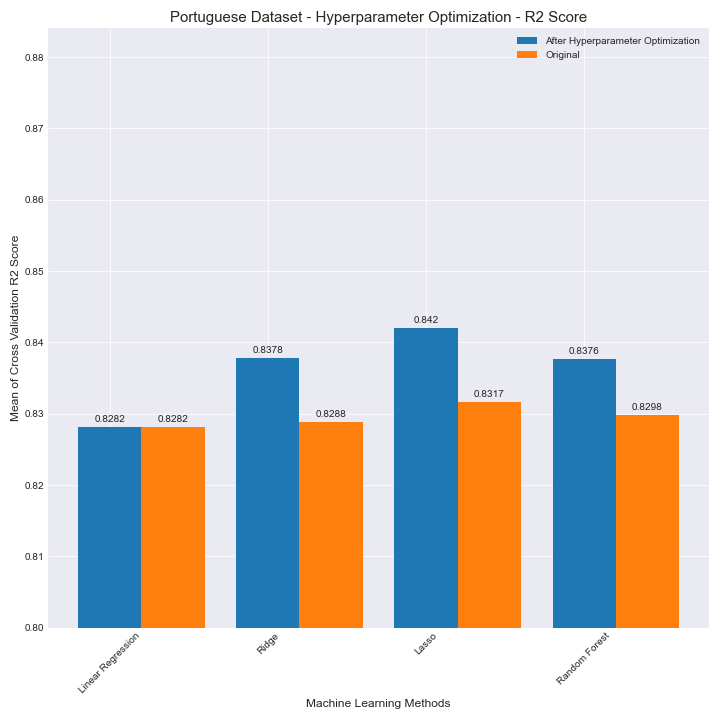 Portuguese Dataset - Hyperparameter Optimization - R2 Score
After Hyperparameter Optimization
Original
Mean of Cross Validation R2 Score
0.88
0.87
0.86
0.85
0.84
0.83
0.82
0.81
0.80
0.8282
0.8282
0.8378
0.8288
0.842
0.8317
0.8376
0.8298
Linear Regression
Ridge
Lasso
Random Forest
Machine Learning Methods